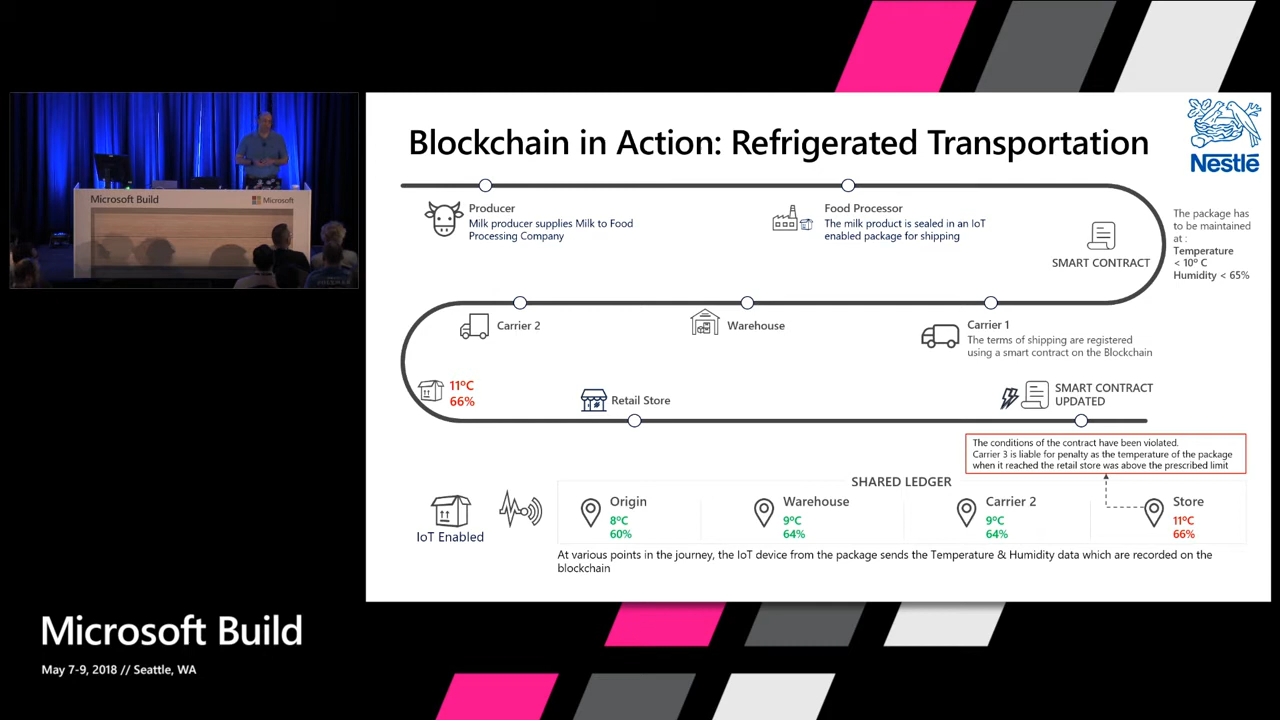 Blockchain in Action: Refrigerated Transportation
Nestlé
Microsoft Build
Microsoft
Producer
Milk producer supplies Milk to Food
Processing Company
Food Processor
The milk product is sealed in an IoT
enabled package for shipping
SMART CONTRACT
The package has
to be maintained
at :
Temperature
< 10º C
Humidity < 65%
Carrier 2
Warehouse
Carrier 1
The terms of shipping are registered
using a smart contract on the Blockchain
11ºC
66%
Retail Store
SMART CONTRACT
UPDATED
The conditions of the contract have been violated.
Carrier 3 is liable for penalty as the temperature of the package
when it reached the retail store was above the prescribed limit
SHARED LEDGER
IoT Enabled
Origin
8ºC
60%
Warehouse
9ºC
64%
Carrier 2
9ºC
64%
Store
11ºC
66%
At various points in the journey, the IoT device from the package sends the Temperature & Humidity data which are recorded on the
blockchain
Microsoft Build
May 7-9, 2018 // Seattle, WA